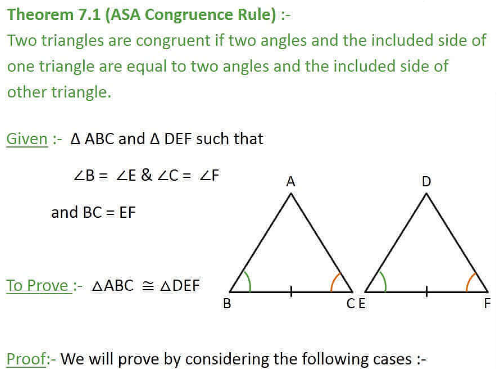 Theorem 7.1 (ASA Congruence Rule) :-
Two triangles are congruent if two angles and the included side of
one triangle are equal to two angles and the included side of
other triangle.
Given :- Δ ABC and Δ DEF such that
∠B = ∠E & ∠C = ∠F
and BC = EF
A
D
To Prove :- △ABC ≅ △DEF
B
C E
F
Proof:- We will prove by considering the following cases :-